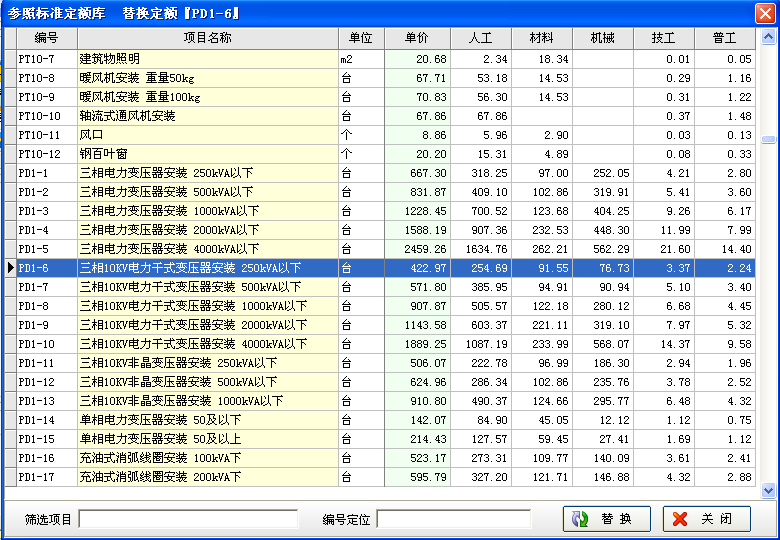 参照标准定额库 替换定额『PD1-6』
编号 项目名称 单位 单价 人工 材料 机械 技工 普工
PT10-7 建筑物照明 m2 20.68 2.34 18.34 0.01 0.05
PT10-8 暖风机安装 重量50kg 台 67.71 53.18 14.53 0.29 1.16
PT10-9 暖风机安装 重量100kg 台 70.83 56.30 14.53 0.31 1.22
PT10-10 轴流式通风机安装 台 67.86 67.86 0.37 1.48
PT10-11 风口 个 8.86 5.96 2.90 0.03 0.13
PT10-12 钢百叶窗 个 20.20 15.31 4.89 0.08 0.33
PD1-1 三相电力变压器安装 250kVA以下 台 667.30 318.25 97.00 252.05 4.21 2.80
PD1-2 三相电力变压器安装 500kVA以下 台 831.87 409.10 102.86 319.91 5.41 3.60
PD1-3 三相电力变压器安装 1000kVA以下 台 1228.45 700.52 123.68 404.25 9.26 6.17
PD1-4 三相电力变压器安装 2000kVA以下 台 1588.19 907.36 232.53 448.30 11.99 7.99
PD1-5 三相电力变压器安装 4000kVA以下 台 2459.26 1634.76 262.21 562.29 21.60 14.40
PD1-6 三相10KV电力干式变压器安装 250kVA以下 台 422.97 254.69 91.55 76.73 3.37 2.24
PD1-7 三相10KV电力干式变压器安装 500kVA以下 台 571.80 385.95 94.91 90.94 5.10 3.40
PD1-8 三相10KV电力干式变压器安装 1000kVA以下 台 907.87 505.57 122.18 280.12 6.68 4.45
PD1-9 三相10KV电力干式变压器安装 2000kVA以下 台 1143.58 603.37 221.11 319.10 7.97 5.32
PD1-10 三相10KV电力干式变压器安装 4000kVA以下 台 1889.25 1087.19 233.99 568.07 14.37 9.58
PD1-11 三相10KV非晶变压器安装 250kVA以下 台 506.07 222.78 96.99 186.30 2.94 1.96
PD1-12 三相10KV非晶变压器安装 500kVA以下 台 624.96 286.34 102.86 235.76 3.78 2.52
PD1-13 三相10KV非晶变压器安装 1000kVA以下 台 910.80 490.37 124.66 295.77 6.48 4.32
PD1-14 单相电力变压器安装 50及以下 台 142.07 84.90 45.05 12.12 1.12 0.75
PD1-15 单相电力变压器安装 50及以上 台 214.43 127.57 59.45 27.41 1.69 1.12
PD1-16 充油式消弧线圈安装 100kVA下 台 523.17 273.31 109.77 140.09 3.61 2.41
PD1-17 充油式消弧线圈安装 200kVA下 台 595.79 327.20 121.71 146.88 4.32 2.88
筛选项目 编号定位 替 换 关 闭